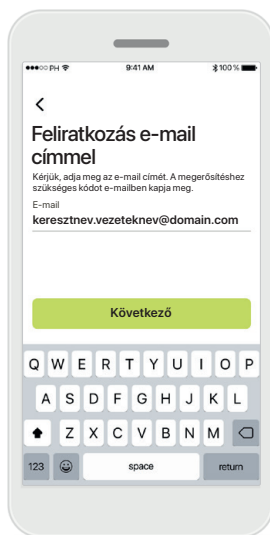 PH 9:41 AM 100%
Feliratkozás e-mail
címmel
Kérjük, adja meg az e-mail címét. A megerősítéshez
szükséges kódot e-mailben kapja meg.
E-mail
keresztnev.vezeteknev@domain.com
Következő
Q W E R T Y U I O P
A S D F G H J K L
Z X C V B N M
123 space return